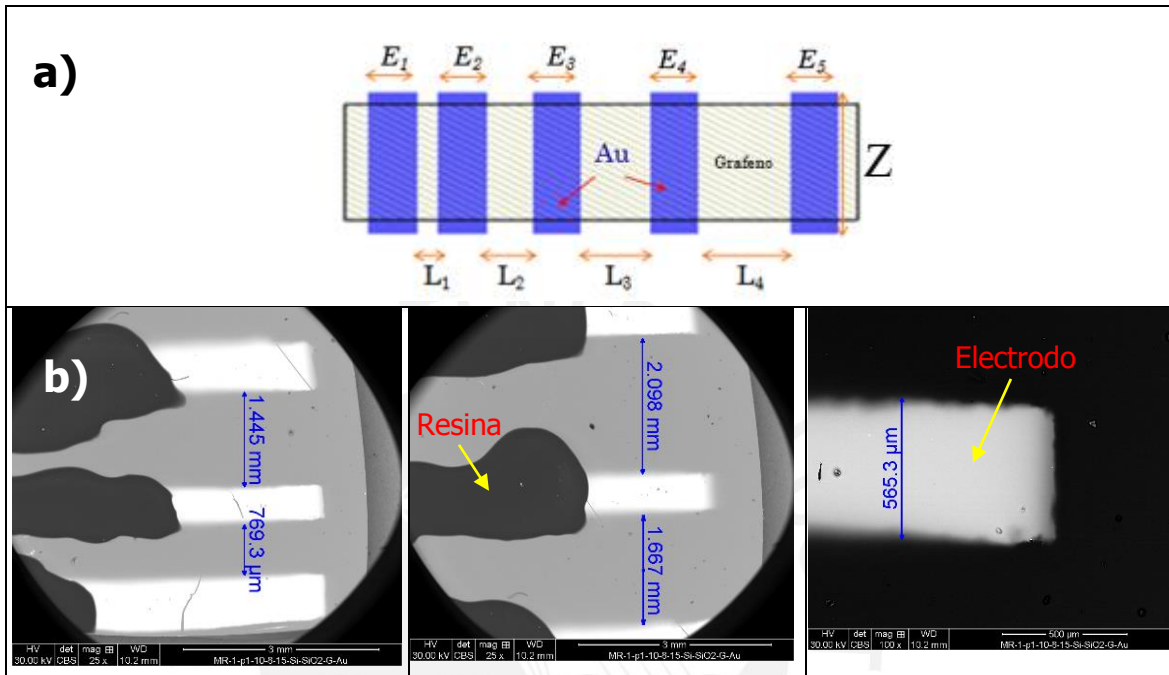 a)
E1 E2 E3 E4 E5
Au
Grafeno
Z
L1 L2 L3 L4
b)
1.445 mm
769.3 µm
HV det mag ⊞ WD
30.00 kV CBS 25 x 10.2 mm
3 mm
MR-1-p1-10-8-15-Si-SiO2-G-Au
Resina
2.098 mm
1.667 mm
HV det mag ⊞ WD
30.00 kV CBS 25 x 10.2 mm
3 mm
MR-1-p1-10-8-15-Si-SiO2-G-Au
Electrodo
565.3 µm
HV det mag ⊞ WD
30.00 kV CBS 100 x 10.2 mm
500 µm
MR-1-p1-10-8-15-Si-SiO2-G-Au